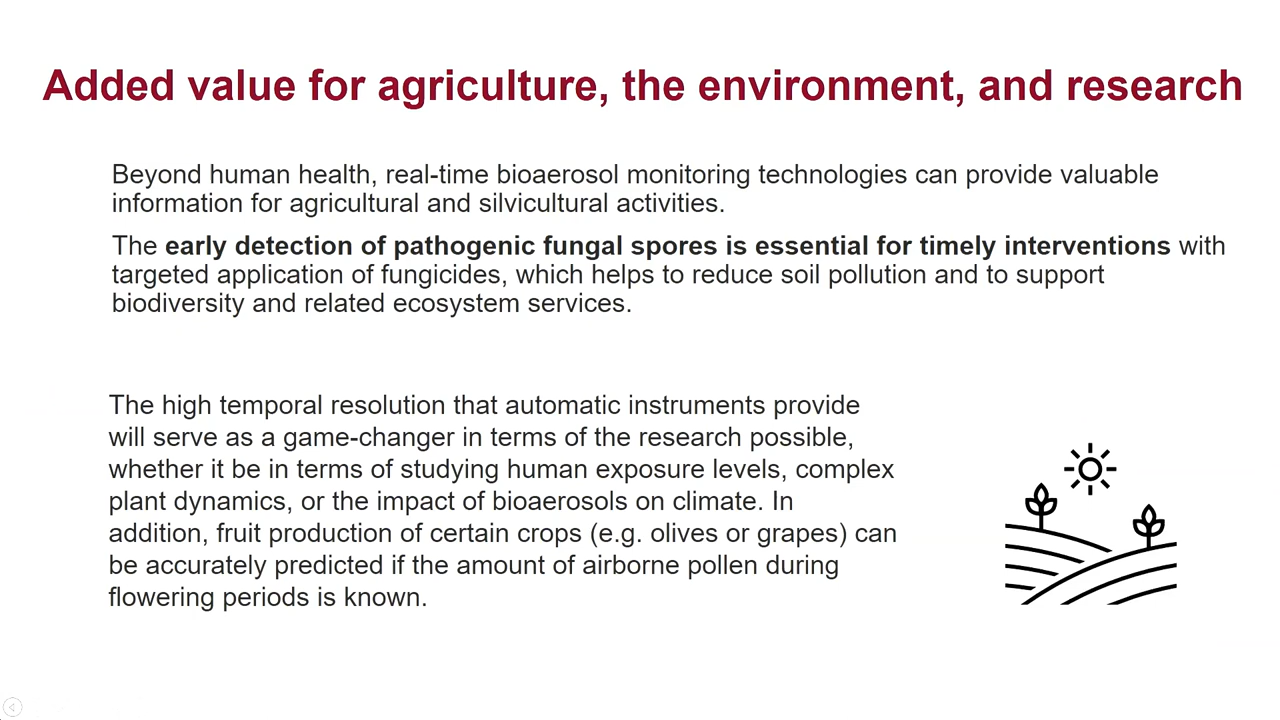 Added value for agriculture, the environment, and research
Beyond human health, real-time bioaerosol monitoring technologies can provide valuable
information for agricultural and silvicultural activities.
The early detection of pathogenic fungal spores is essential for timely interventions with
targeted application of fungicides, which helps to reduce soil pollution and to support
biodiversity and related ecosystem services.
The high temporal resolution that automatic instruments provide
will serve as a game-changer in terms of the research possible,
whether it be in terms of studying human exposure levels, complex
plant dynamics, or the impact of bioaerosols on climate. In
addition, fruit production of certain crops (e.g. olives or grapes) can
be accurately predicted if the amount of airborne pollen during
flowering periods is known.